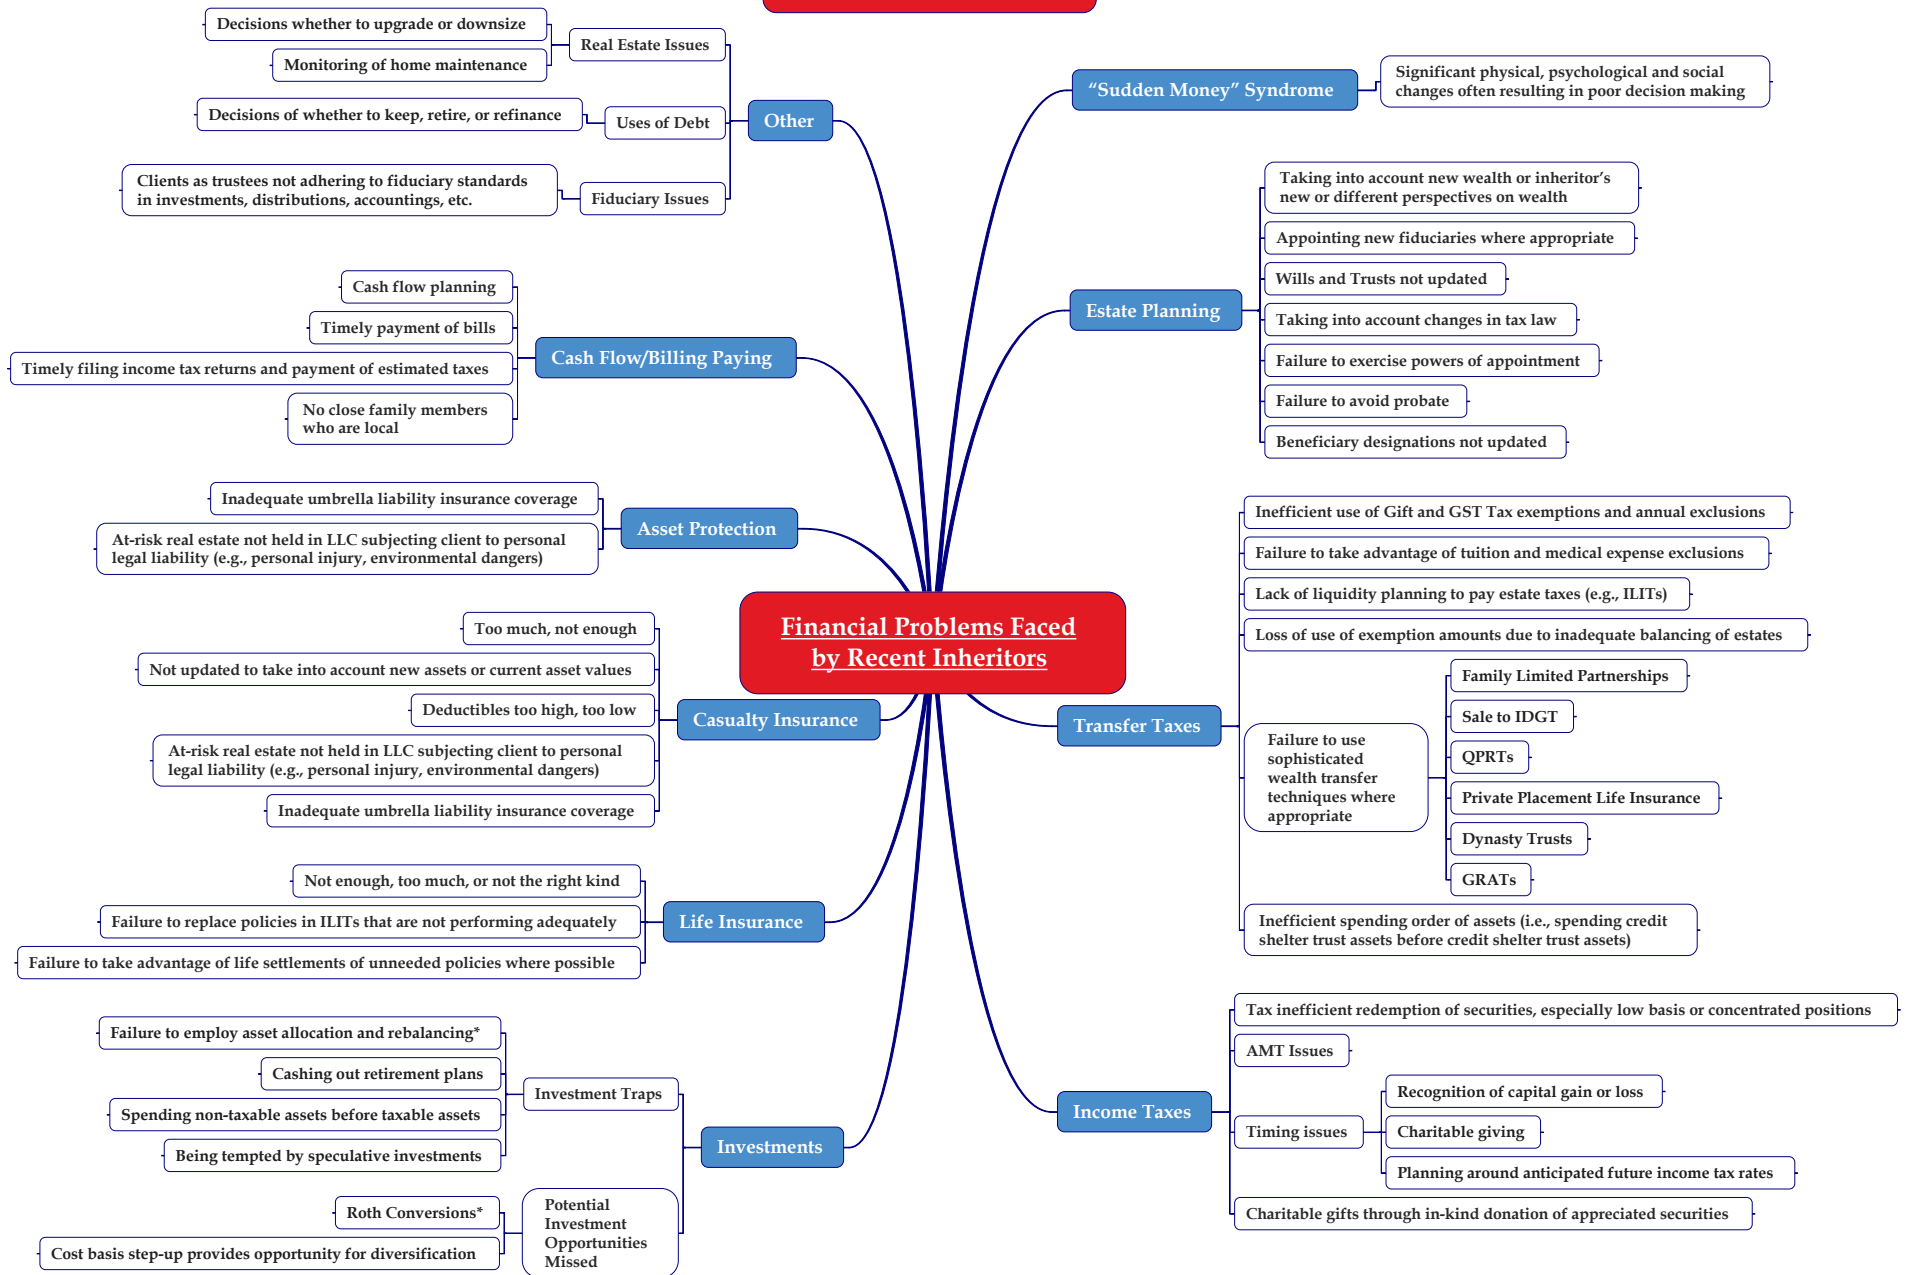 Financial Problems Faced
by Recent Inheritors
“Sudden Money” Syndrome
Significant physical, psychological and social
changes often resulting in poor decision making
Estate Planning
Taking into account new wealth or inheritor’s
new or different perspectives on wealth
Appointing new fiduciaries where appropriate
Wills and Trusts not updated
Taking into account changes in tax law
Failure to exercise powers of appointment
Failure to avoid probate
Beneficiary designations not updated
Transfer Taxes
Inefficient use of Gift and GST Tax exemptions and annual exclusions
Failure to take advantage of tuition and medical expense exclusions
Lack of liquidity planning to pay estate taxes (e.g., ILITs)
Loss of use of exemption amounts due to inadequate balancing of estates
Failure to use
sophisticated
wealth transfer
techniques where
appropriate
Family Limited Partnerships
Sale to IDGT
QPRTs
Private Placement Life Insurance
Dynasty Trusts
GRATs
Inefficient spending order of assets (i.e., spending credit
shelter trust assets before credit shelter trust assets)
Income Taxes
Tax inefficient redemption of securities, especially low basis or concentrated positions
AMT Issues
Timing issues
Recognition of capital gain or loss
Charitable giving
Planning around anticipated future income tax rates
Charitable gifts through in-kind donation of appreciated securities
Other
Real Estate Issues
Decisions whether to upgrade or downsize
Monitoring of home maintenance
Uses of Debt
Decisions of whether to keep, retire, or refinance
Fiduciary Issues
Clients as trustees not adhering to fiduciary standards
in investments, distributions, accountings, etc.
Cash Flow/Billing Paying
Cash flow planning
Timely payment of bills
Timely filing income tax returns and payment of estimated taxes
No close family members
who are local
Asset Protection
Inadequate umbrella liability insurance coverage
At-risk real estate not held in LLC subjecting client to personal
legal liability (e.g., personal injury, environmental dangers)
Casualty Insurance
Too much, not enough
Not updated to take into account new assets or current asset values
Deductibles too high, too low
At-risk real estate not held in LLC subjecting client to personal
legal liability (e.g., personal injury, environmental dangers)
Inadequate umbrella liability insurance coverage
Life Insurance
Not enough, too much, or not the right kind
Failure to replace policies in ILITs that are not performing adequately
Failure to take advantage of life settlements of unneeded policies where possible
Investments
Investment Traps
Failure to employ asset allocation and rebalancing*
Cashing out retirement plans
Spending non-taxable assets before taxable assets
Being tempted by speculative investments
Potential
Investment
Opportunities
Missed
Roth Conversions*
Cost basis step-up provides opportunity for diversification